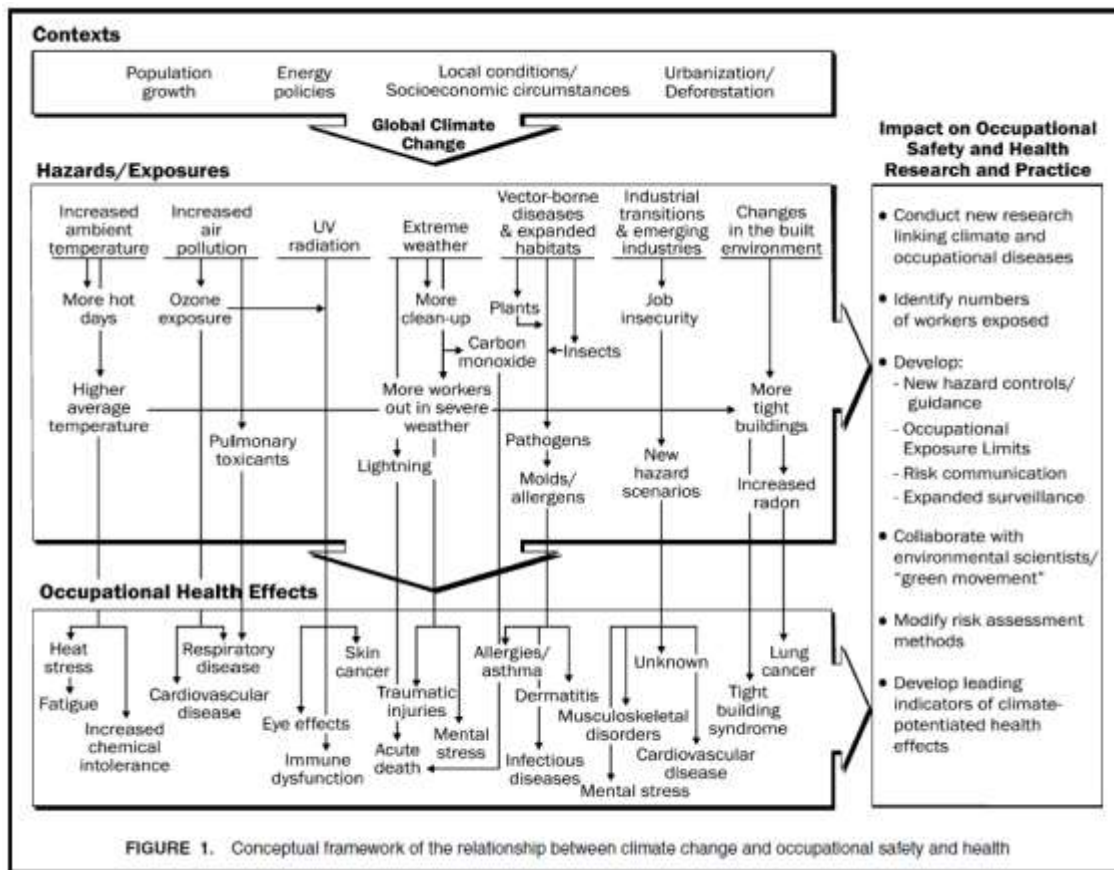 Contexts
Population
growth
Energy
policies
Local conditions/
Socioeconomic circumstances
Urbanization/
Deforestation
Global Climate
Change
Hazards/Exposures
Increased
ambient
temperature
Increased
air
pollution
UV
radiation
Extreme
weather
Vector-borne
diseases
& expanded
habitats
Industrial
transitions
& emerging
industries
Changes
in the built
environment
More hot
days
Ozone
exposure
More
clean-up
Plants
Job
insecurity
Carbon
monoxide
Insects
Higher
average
temperature
More workers
out in severe
weather
More
tight
buildings
Pulmonary
toxicants
Pathogens
Lightning
Molds/
allergens
New
hazard
scenarios
Increased
radon
Occupational Health Effects
Heat
stress
Fatigue
Increased
chemical
intolerance
Respiratory
disease
Cardiovascular
disease
Skin
cancer
Eye effects
Immune
dysfunction
Traumatic
injuries
Acute
death
Mental
stress
Allergies/
asthma
Dermatitis
Infectious
diseases
Unknown
Musculoskeletal
disorders
Cardiovascular
disease
Mental stress
Lung
cancer
Tight
building
syndrome
Impact on Occupational
Safety and Health
Research and Practice
• Conduct new research
linking climate and
occupational diseases
• Identify numbers
of workers exposed
• Develop:
- New hazard controls/
guidance
- Occupational
Exposure Limits
- Risk communication
- Expanded surveillance
• Collaborate with
environmental scientists/
"green movement"
• Modify risk assessment
methods
• Develop leading
indicators of climate-
potentiated health
effects
FIGURE 1. Conceptual framework of the relationship between climate change and occupational safety and health